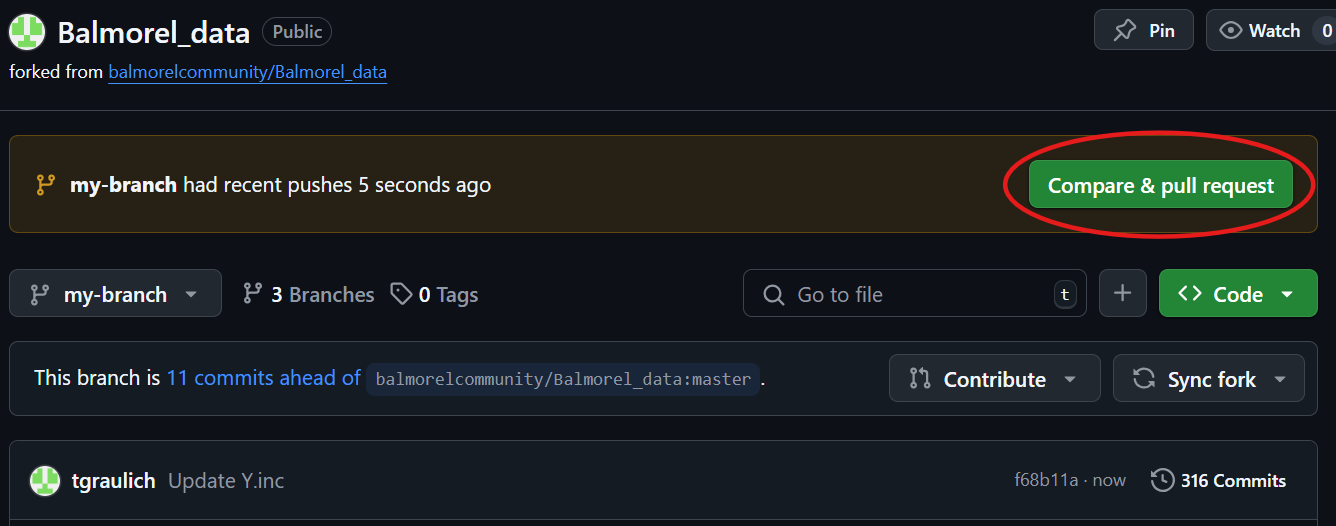 Balmorel_data Public Pin Watch 0
forked from balmorelcommunity/Balmorel_data
my-branch had recent pushes 5 seconds ago Compare & pull request
my-branch 3 Branches 0 Tags Go to file t Code
This branch is 11 commits ahead of balmorelcommunity/Balmorel_data:master . Contribute Sync fork
tgraulich Update Y.inc f68b11a · now 316 Commits